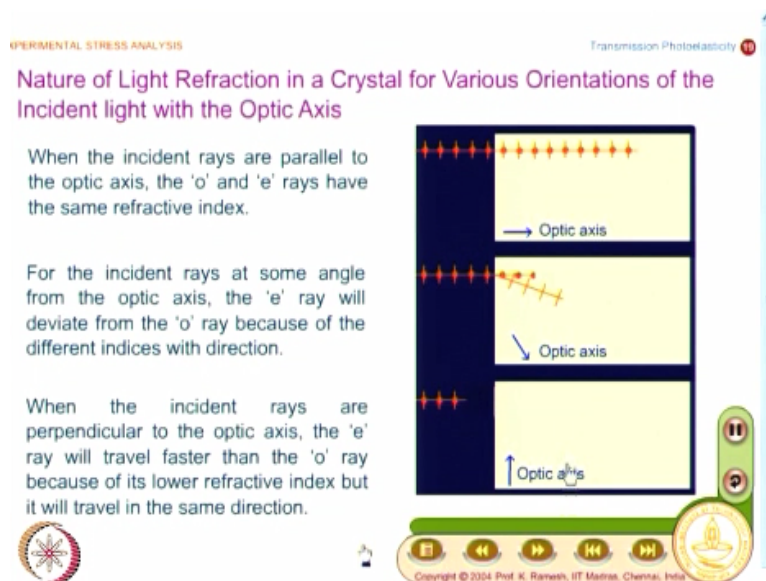 XPERIMENTAL STRESS ANALYSIS
Transmission Photoelasticity 19
Nature of Light Refraction in a Crystal for Various Orientations of the
Incident light with the Optic Axis
When the incident rays are parallel to
the optic axis, the 'o' and 'e' rays have
the same refractive index.
Optic axis
For the incident rays at some angle
from the optic axis, the 'e' ray will
deviate from the 'o' ray because of the
different indices with direction.
Optic axis
When the incident rays are
perpendicular to the optic axis, the 'e'
ray will travel faster than the 'o' ray
because of its lower refractive index but
it will travel in the same direction.
Optic axis
Copyright © 2004 Prof. K. Ramesh, IIT Madras, Chennai, India